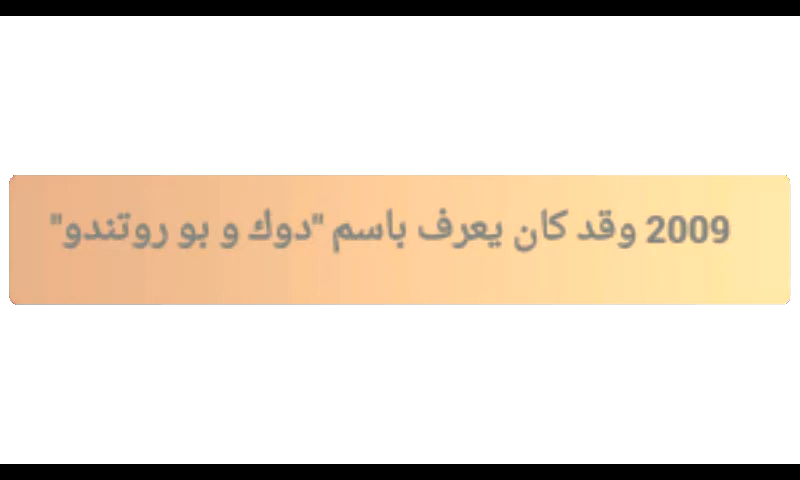 2009 وقد كان يعرف باسم "دوك و بو روتندو"